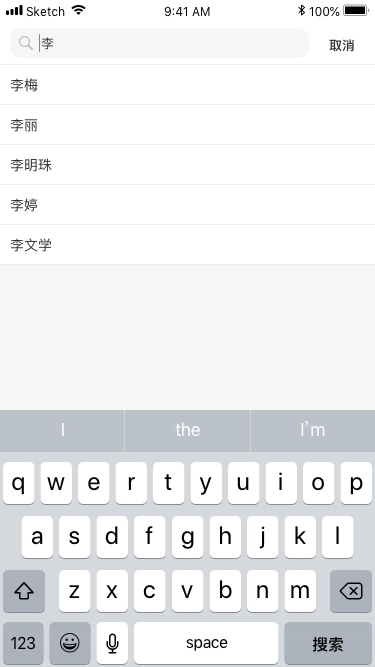 Sketch 9:41 AM 100%
李 取消
李梅
李丽
李明珠
李婷
李文学
I the I'm
q w e r t y u i o p
a s d f g h j k l
z x c v b n m
123 space 搜索